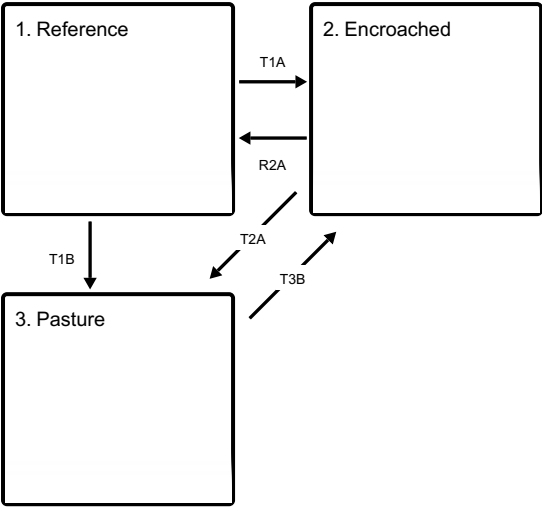 1. Reference
2. Encroached
T1A
R2A
T2A
T1B
T3B
3. Pasture